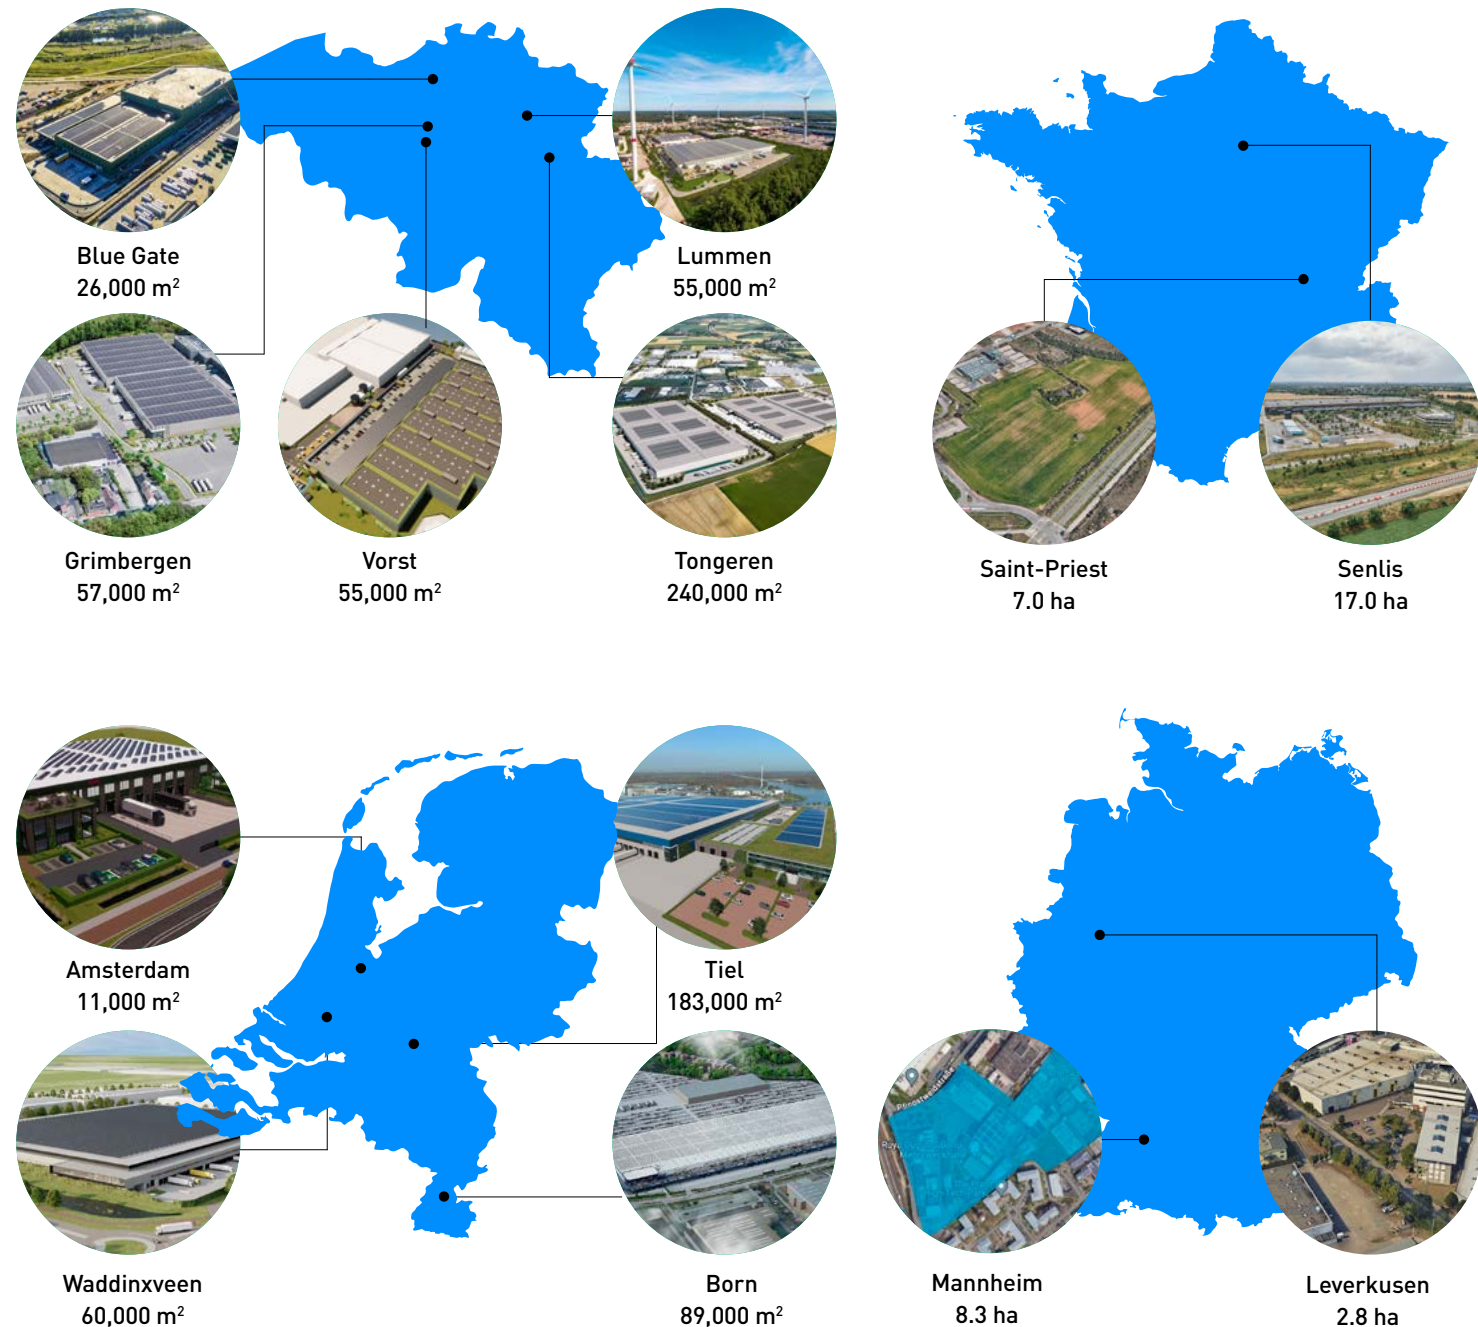 Blue Gate
26,000 m²
Lummen
55,000 m²
Grimbergen
57,000 m²
Vorst
55,000 m²
Tongeren
240,000 m²
Saint-Priest
7.0 ha
Senlis
17.0 ha
Amsterdam
11,000 m²
Tiel
183,000 m²
Waddinxveen
60,000 m²
Born
89,000 m²
Mannheim
8.3 ha
Leverkusen
2.8 ha